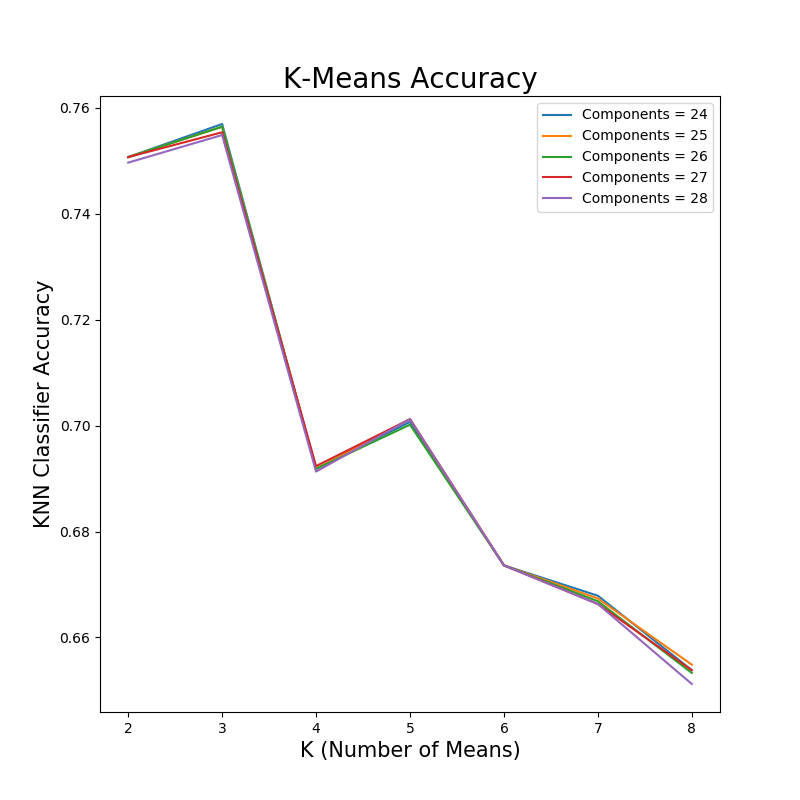 K-Means Accuracy
Components = 24
Components = 25
Components = 26
Components = 27
Components = 28
KNN Classifier Accuracy
0.76
0.74
0.72
0.70
0.68
0.66
2 3 4 5 6 7 8
K (Number of Means)